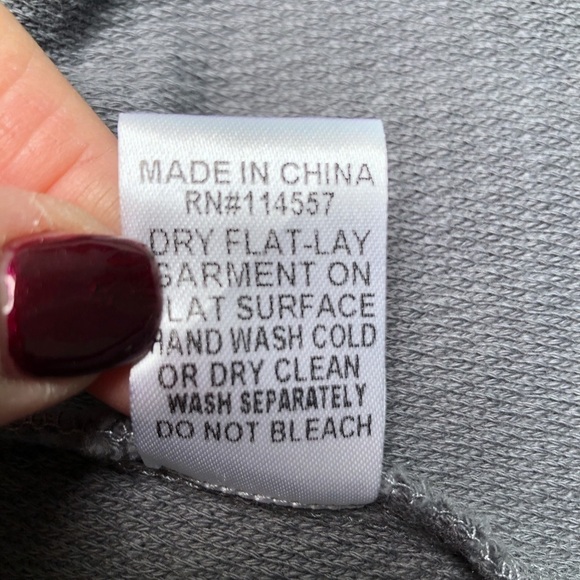 MADE IN CHINA
RN#114557
DRY FLAT-LAY
GARMENT ON
FLAT SURFACE
HAND WASH COLD
OR DRY CLEAN
WASH SEPARATELY
DO NOT BLEACH